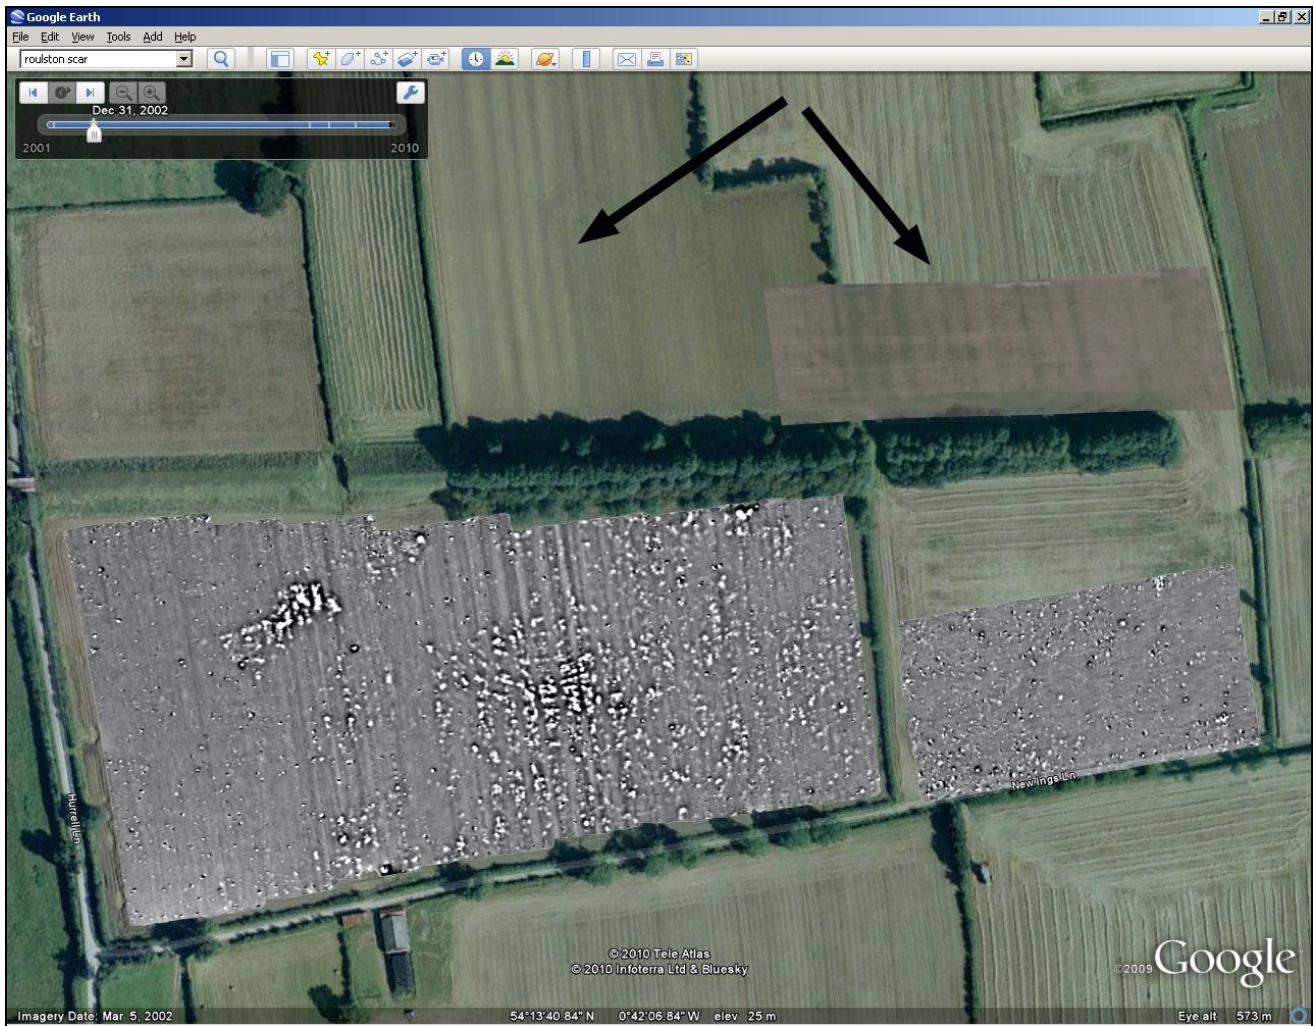 Google Earth
File Edit View Tools Add Help
roulston scar
Dec 31, 2002
2001 2010
Hurrell Ln
New Ings Ln
© 2010 Tele Atlas
© 2010 Infoterra Ltd & Bluesky
©2009 Google
Imagery Date: Mar 5, 2002 54°13'40.84" N 0°42'06.84" W elev 25 m Eye alt 573 m